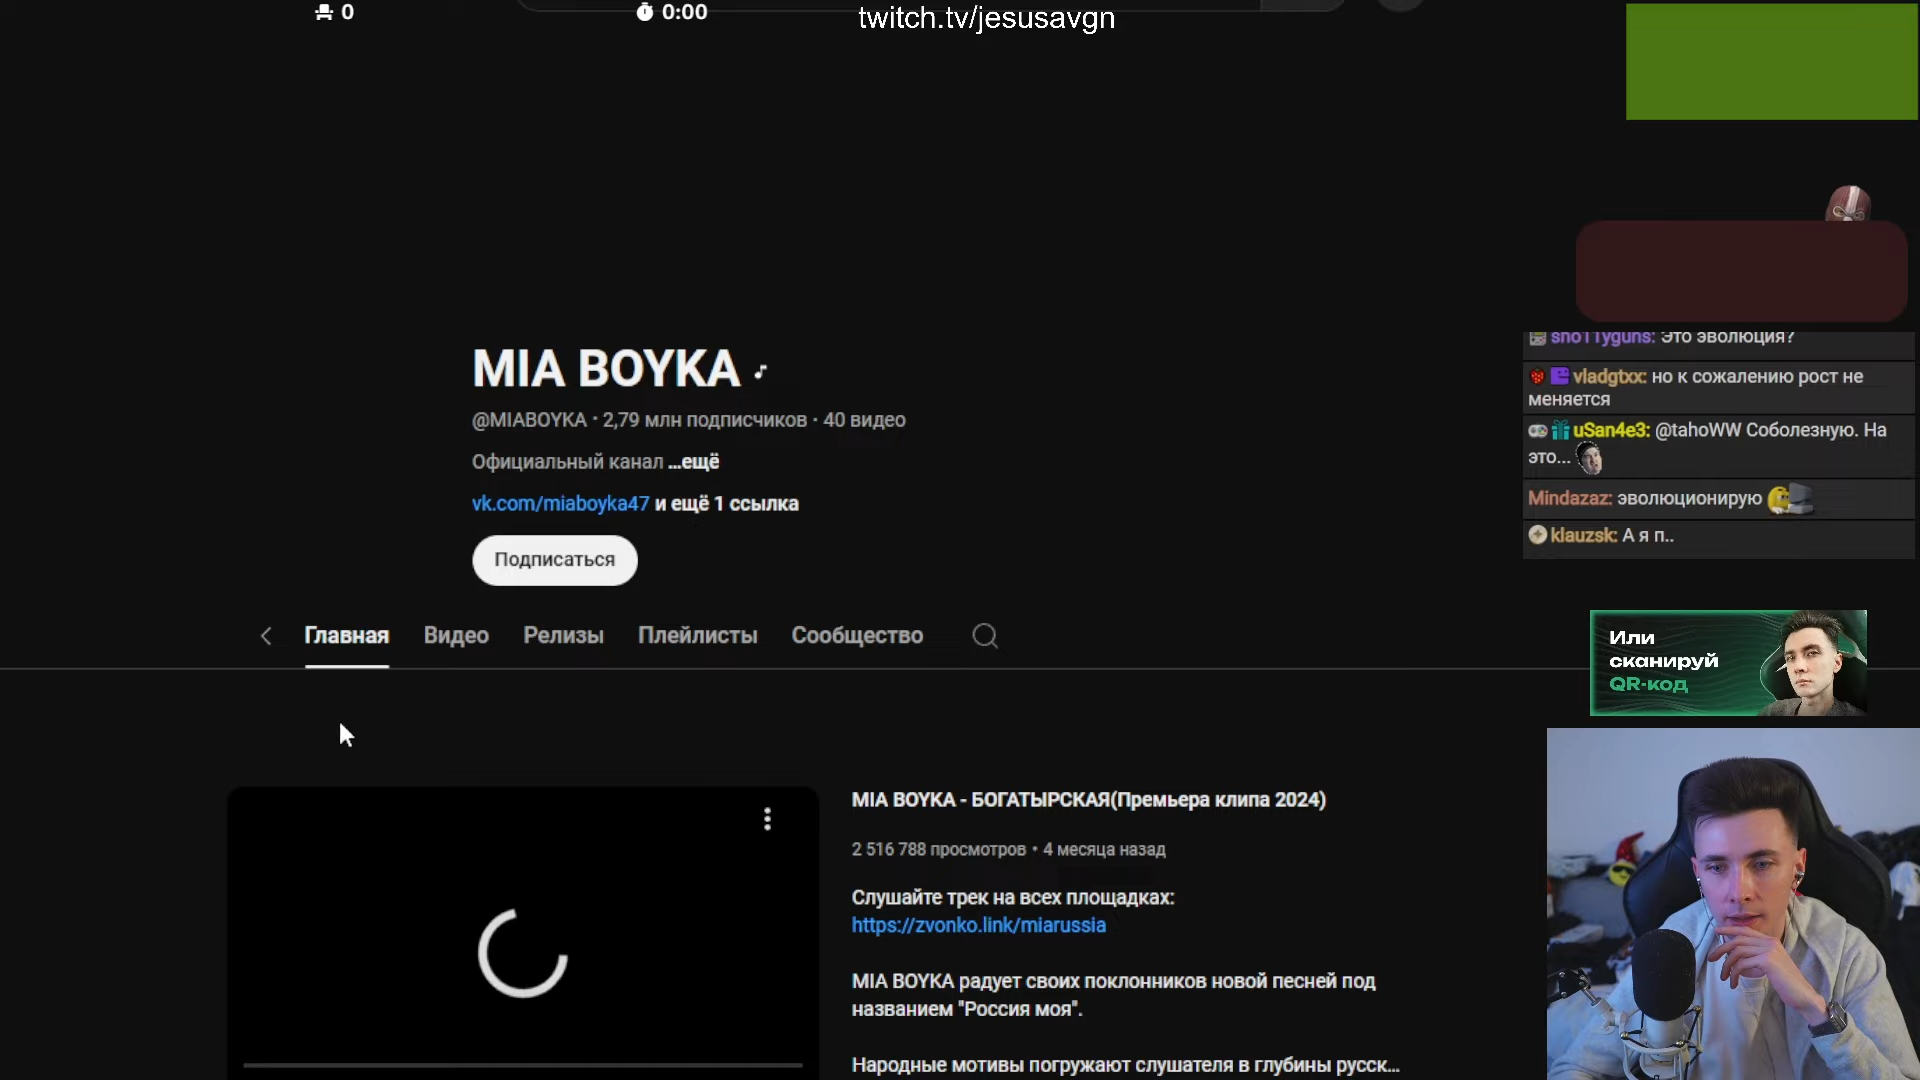 0
0:00
twitch.tv/jesusavgn
MIA BOYKA
@MIABOYKA · 2,79 млн подписчиков · 40 видео
Официальный канал ...ещё
vk.com/miaboyka47 и ещё 1 ссылка
Подписаться
Главная Видео Релизы Плейлисты Сообщество
MIA BOYKA - БОГАТЫРСКАЯ(Премьера клипа 2024)
2 516 788 просмотров • 4 месяца назад
Слушайте трек на всех площадках:
https://zvonko.link/miarussia
MIA BOYKA радует своих поклонников новой песней под
названием "Россия моя".
Народные мотивы погружают слушателя в глубины русск...
sno11yguns: Это эволюция?
vladgtxx: но к сожалению рост не
меняется
uSan4e3: @tahoWW Соболезную. На
это...
Mindazaz: эволюционирую
klauzsk: А я п..
Или
сканируй
QR-код